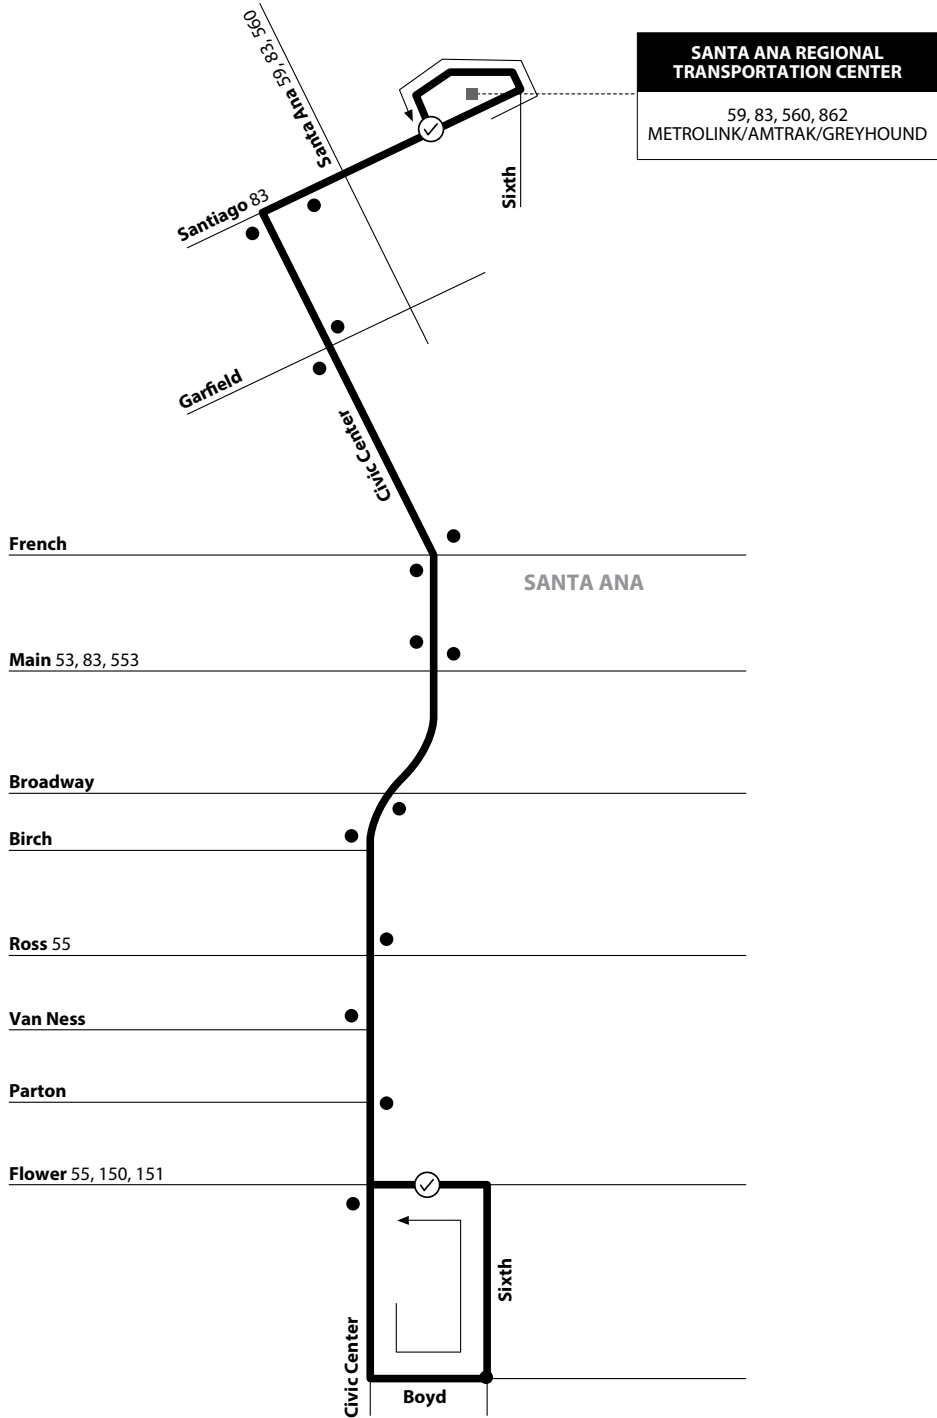 Santa Ana 59, 83, 560
SANTA ANA REGIONAL
TRANSPORTATION CENTER
59, 83, 560, 862
METROLINK/AMTRAK/GREYHOUND
Sixth
Santiago 83
Garfield
Civic Center
French
SANTA ANA
Main 53, 83, 553
Broadway
Birch
Ross 55
Van Ness
Parton
Flower 55, 150, 151
Sixth
Civic Center
Boyd